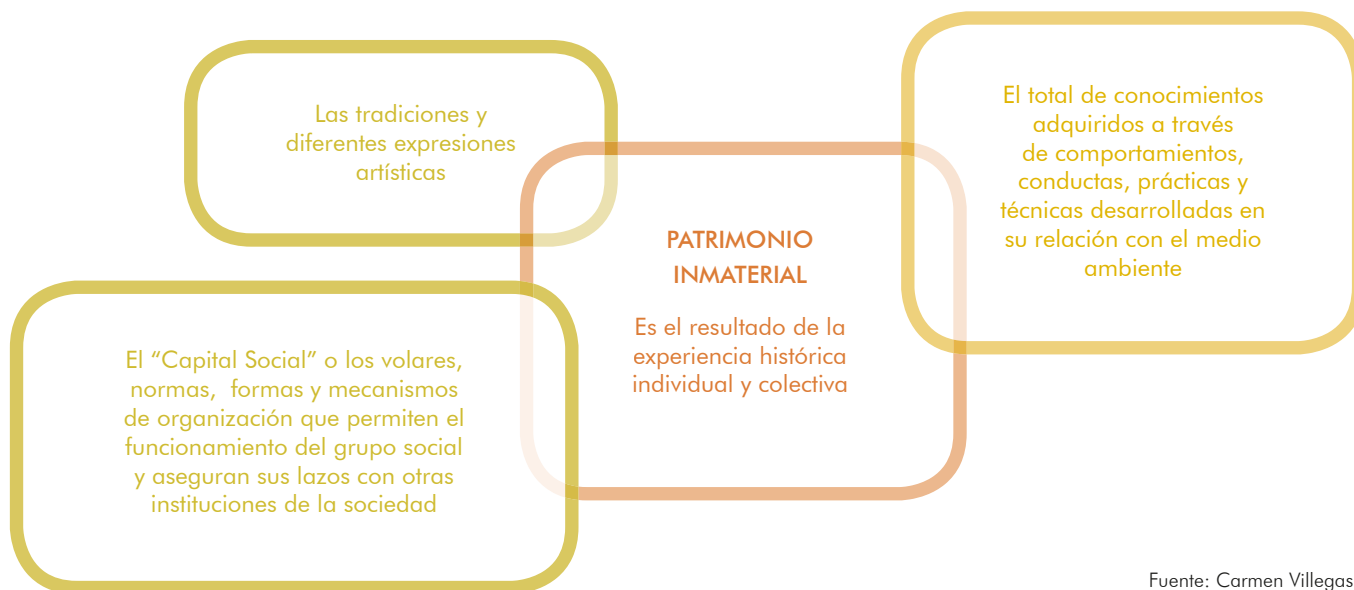 Las tradiciones y
diferentes expresiones
artísticas
El total de conocimientos
adquiridos a través
de comportamientos,
conductas, prácticas y
técnicas desarrolladas en
su relación con el medio
ambiente
PATRIMONIO
INMATERIAL
Es el resultado de la
experiencia histórica
individual y colectiva
El “Capital Social” o los volares,
normas, formas y mecanismos
de organización que permiten el
funcionamiento del grupo social
y aseguran sus lazos con otras
instituciones de la sociedad
Fuente: Carmen Villegas